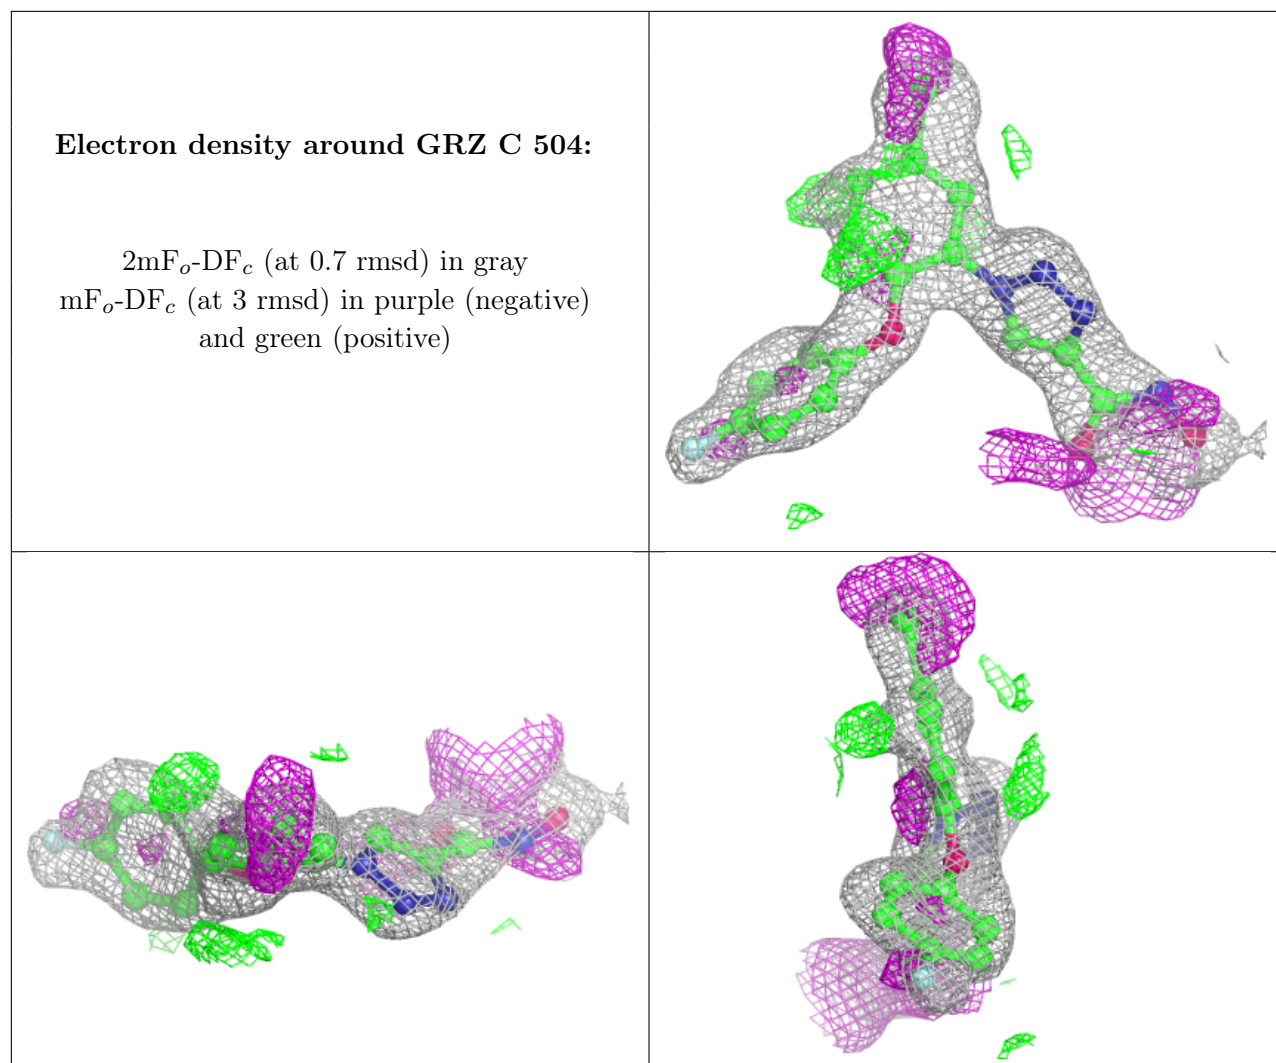 Electron density around GRZ C 504:
2mFₒ-DF𝒸 (at 0.7 rmsd) in gray
mFₒ-DF𝒸 (at 3 rmsd) in purple (negative)
and green (positive)